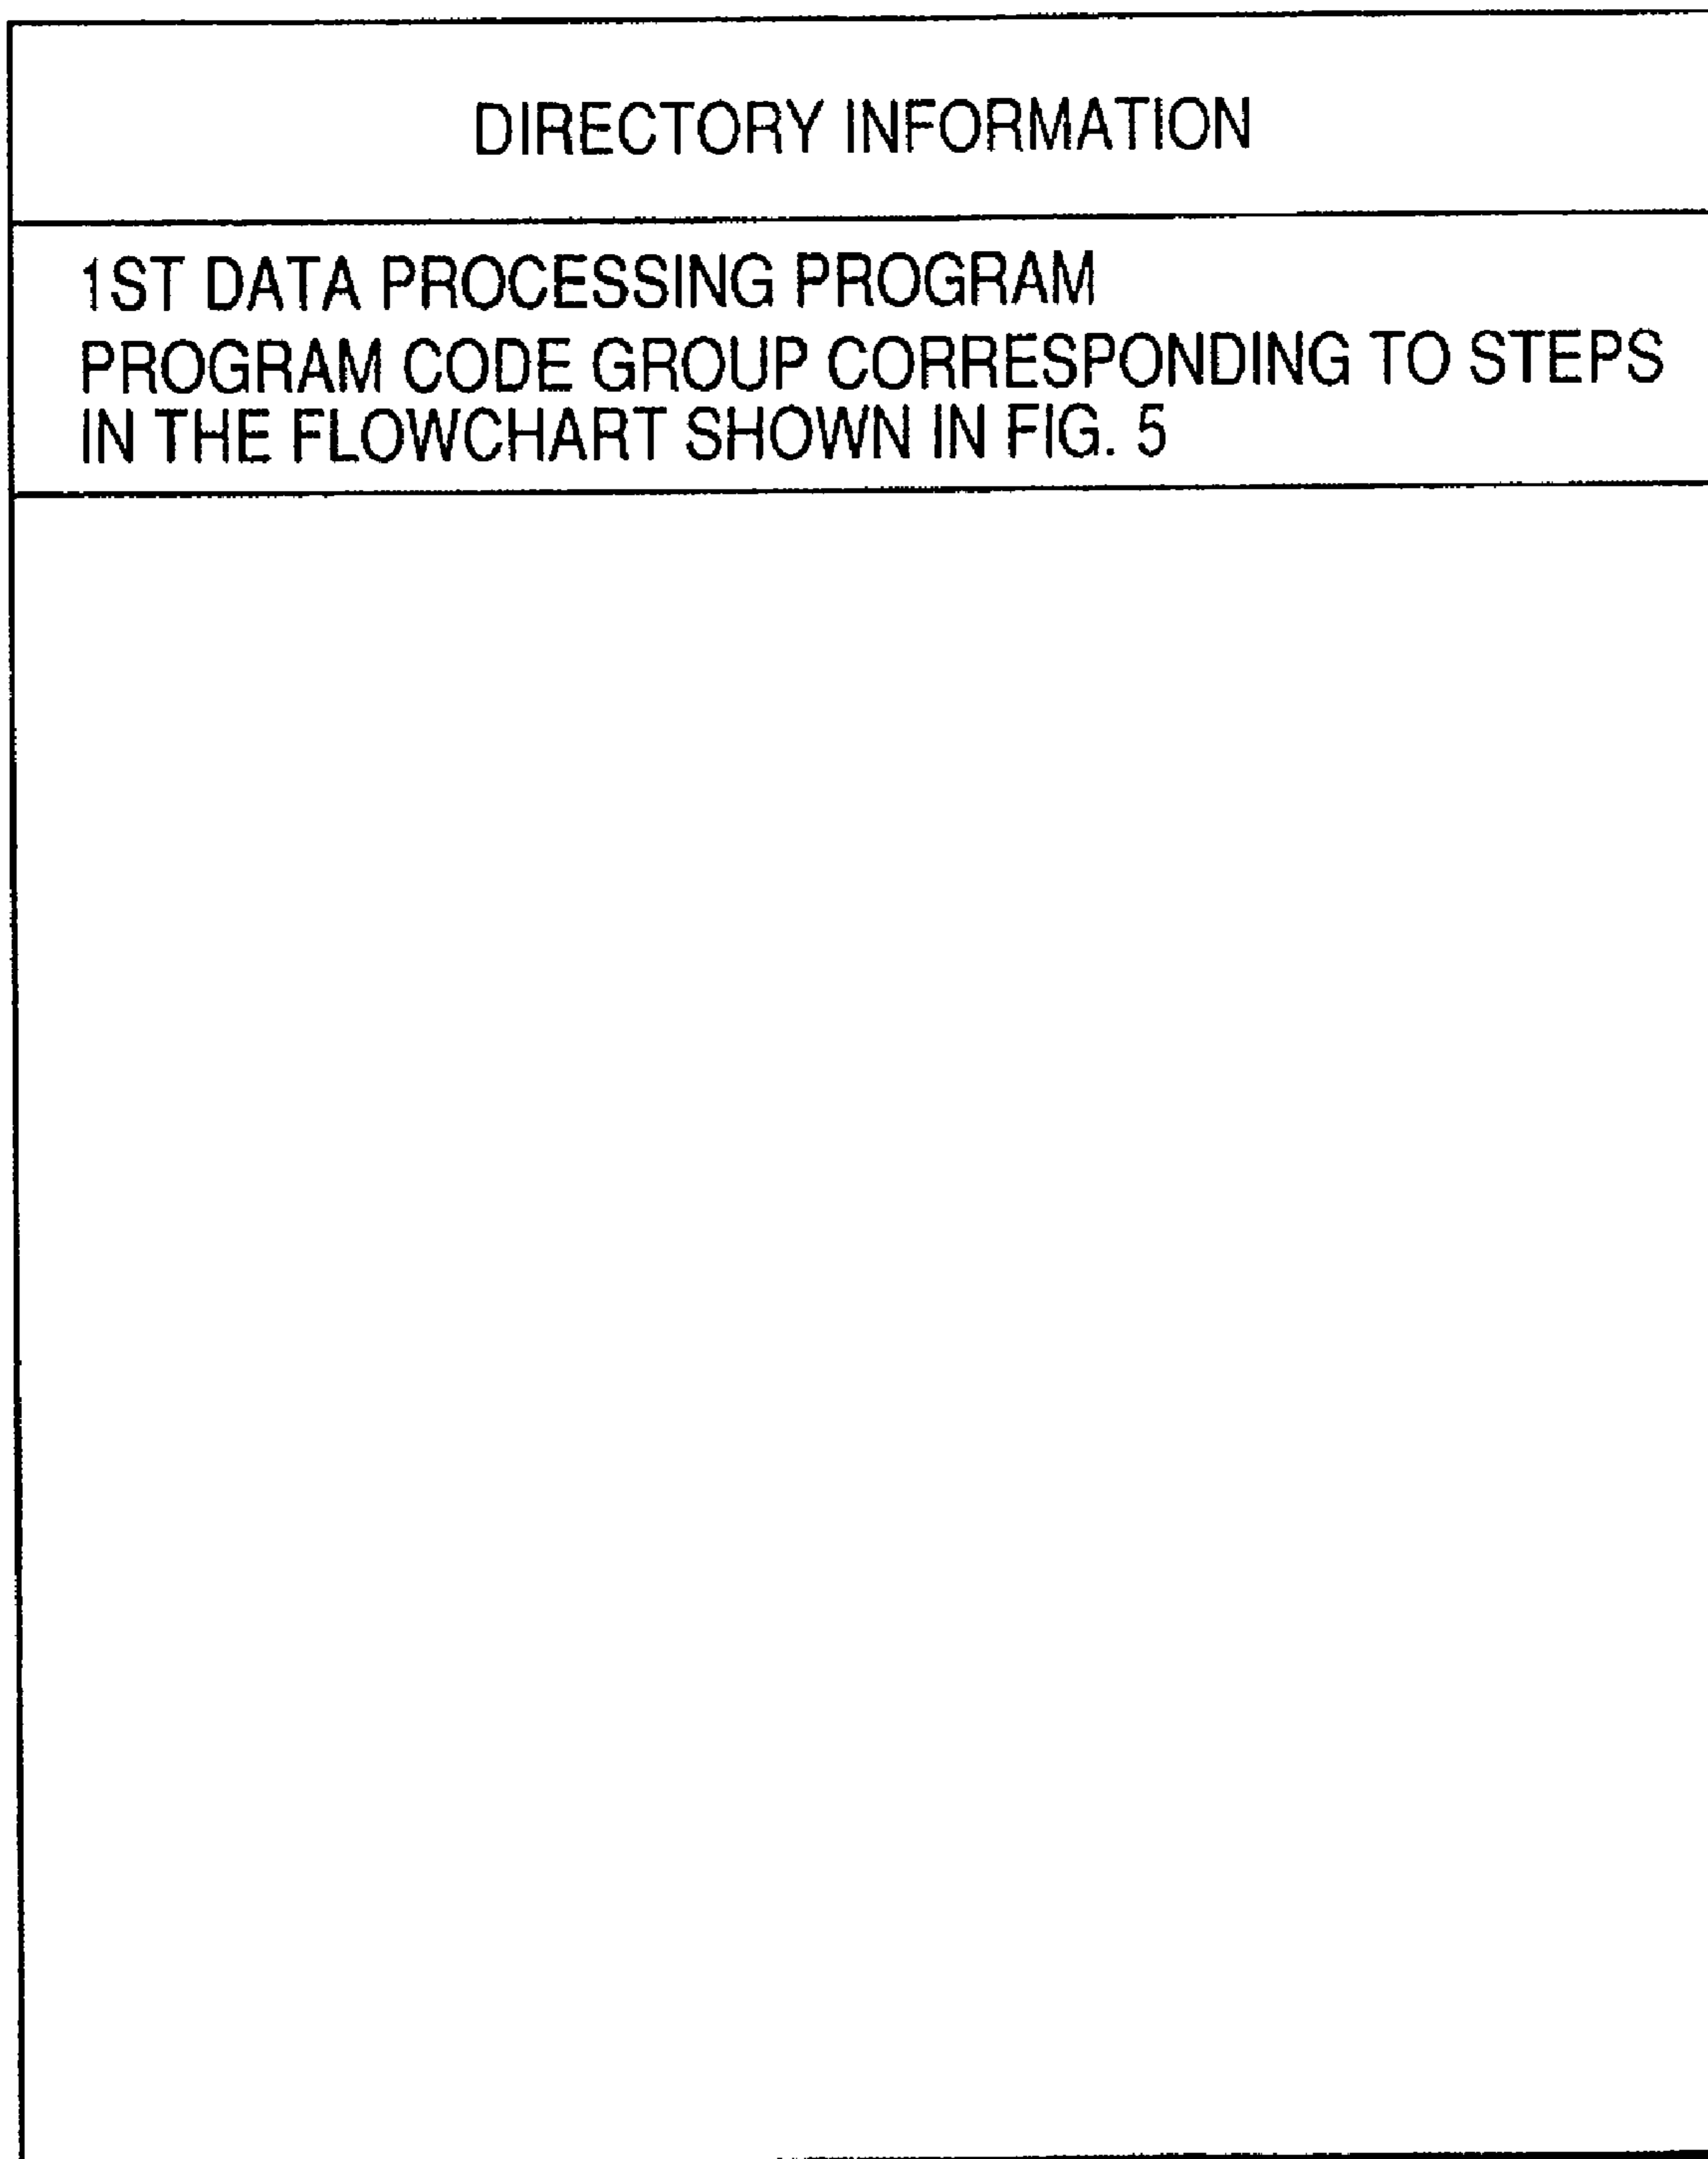 DIRECTORY INFORMATION
1ST DATA PROCESSING PROGRAM
PROGRAM CODE GROUP CORRESPONDING TO STEPS
IN THE FLOWCHART SHOWN IN FIG. 5